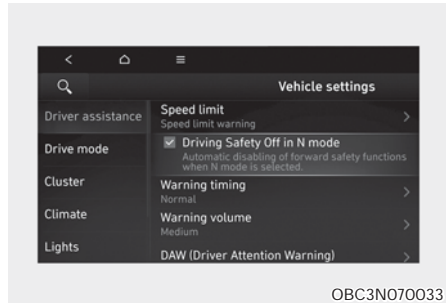 Vehicle settings
Driver assistance
Drive mode
Cluster
Climate
Lights
Speed limit
Speed limit warning
Driving Safety Off in N mode
Automatic disabling of forward safety functions
when N mode is selected.
Warning timing
Normal
Warning volume
Medium
DAW (Driver Attention Warning)
OBC3N070033